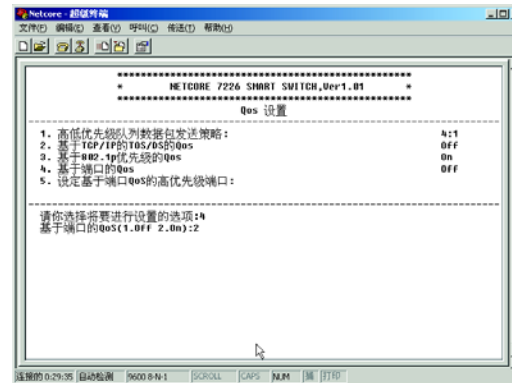 Netcore - 超级终端
文件(F) 编辑(E) 查看(V) 呼叫(C) 传送(T) 帮助(H)
****************************************************
* NETCORE 7226 SMART SWITCH,Ver1.01 *
****************************************************
Qos 设置
1. 高低优先级队列数据包发送策略: 4:1
2. 基于TCP/IP的TOS/DS的Qos Off
3. 基于802.1p优先级的Qos On
4. 基于端口的Qos Off
5. 设定基于端口QoS的高优先级端口:
请你选择将要进行设置的选项:4
基于端口的QoS(1.Off 2.On):2
连接的 0:29:35 自动检测 9600 8-N-1 SCROLL CAPS NUM 捕 打印